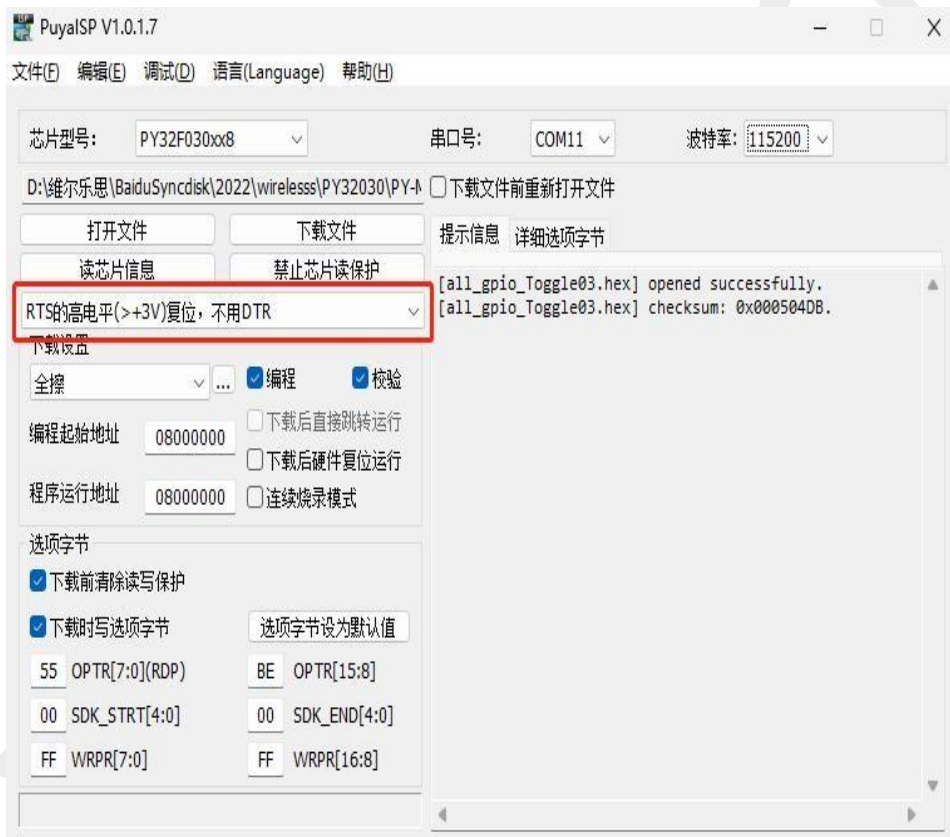 PuyaISP V1.0.1.7
文件(F) 编辑(E) 调试(D) 语言(Language) 帮助(H)
芯片型号: PY32F030xx8 串口号: COM11 波特率: 115200
D:\维尔乐思\BaiduSyncdisk\2022\wirelesss\PY32030\PY-M 下载文件前重新打开文件
打开文件 下载文件 提示信息 详细选项字节
读芯片信息 禁止芯片读保护
[all_gpio_Toggle03.hex] opened successfully.
[all_gpio_Toggle03.hex] checksum: 0x000504DB.
RTS的高电平(>+3V)复位，不用DTR
下载设置
全擦 ... 编程 校验
下载后直接跳转运行
编程起始地址 08000000
下载后硬件复位运行
程序运行地址 08000000 连续烧录模式
选项字节
下载前清除读写保护
下载时写选项字节 选项字节设为默认值
55 OPTR[7:0](RDP) BE OPTR[15:8]
00 SDK_STRT[4:0] 00 SDK_END[4:0]
FF WRPR[7:0] FF WRPR[16:8]